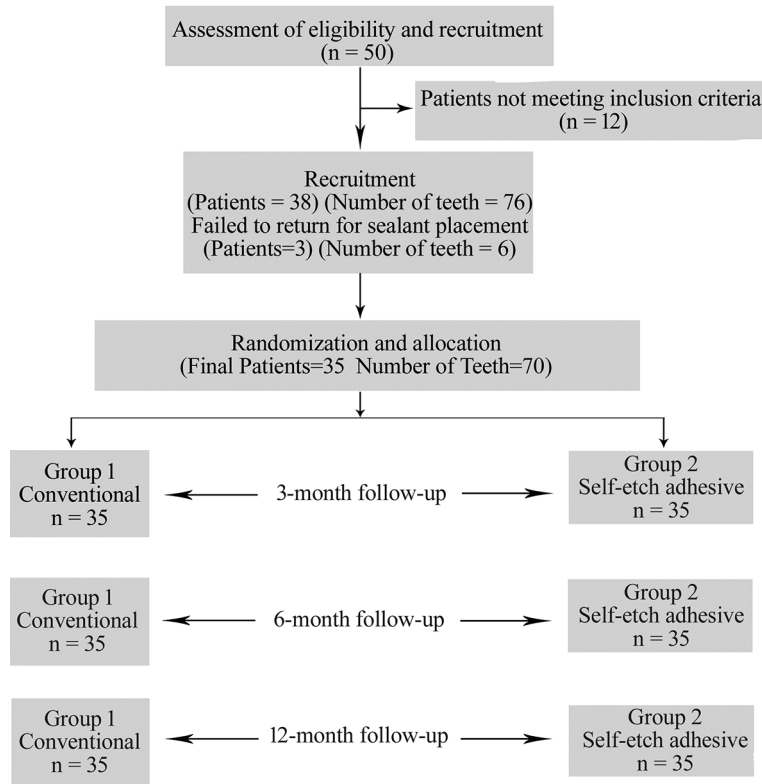 Assessment of eligibility and recruitment
(n = 50)
Patients not meeting inclusion criteria
(n = 12)
Recruitment
(Patients = 38) (Number of teeth = 76)
Failed to return for sealant placement
(Patients=3) (Number of teeth = 6)
Randomization and allocation
(Final Patients=35 Number of Teeth=70)
Group 1
Conventional
n = 35
3-month follow-up
Group 2
Self-etch adhesive
n = 35
Group 1
Conventional
n = 35
6-month follow-up
Group 2
Self-etch adhesive
n = 35
Group 1
Conventional
n = 35
12-month follow-up
Group 2
Self-etch adhesive
n = 35